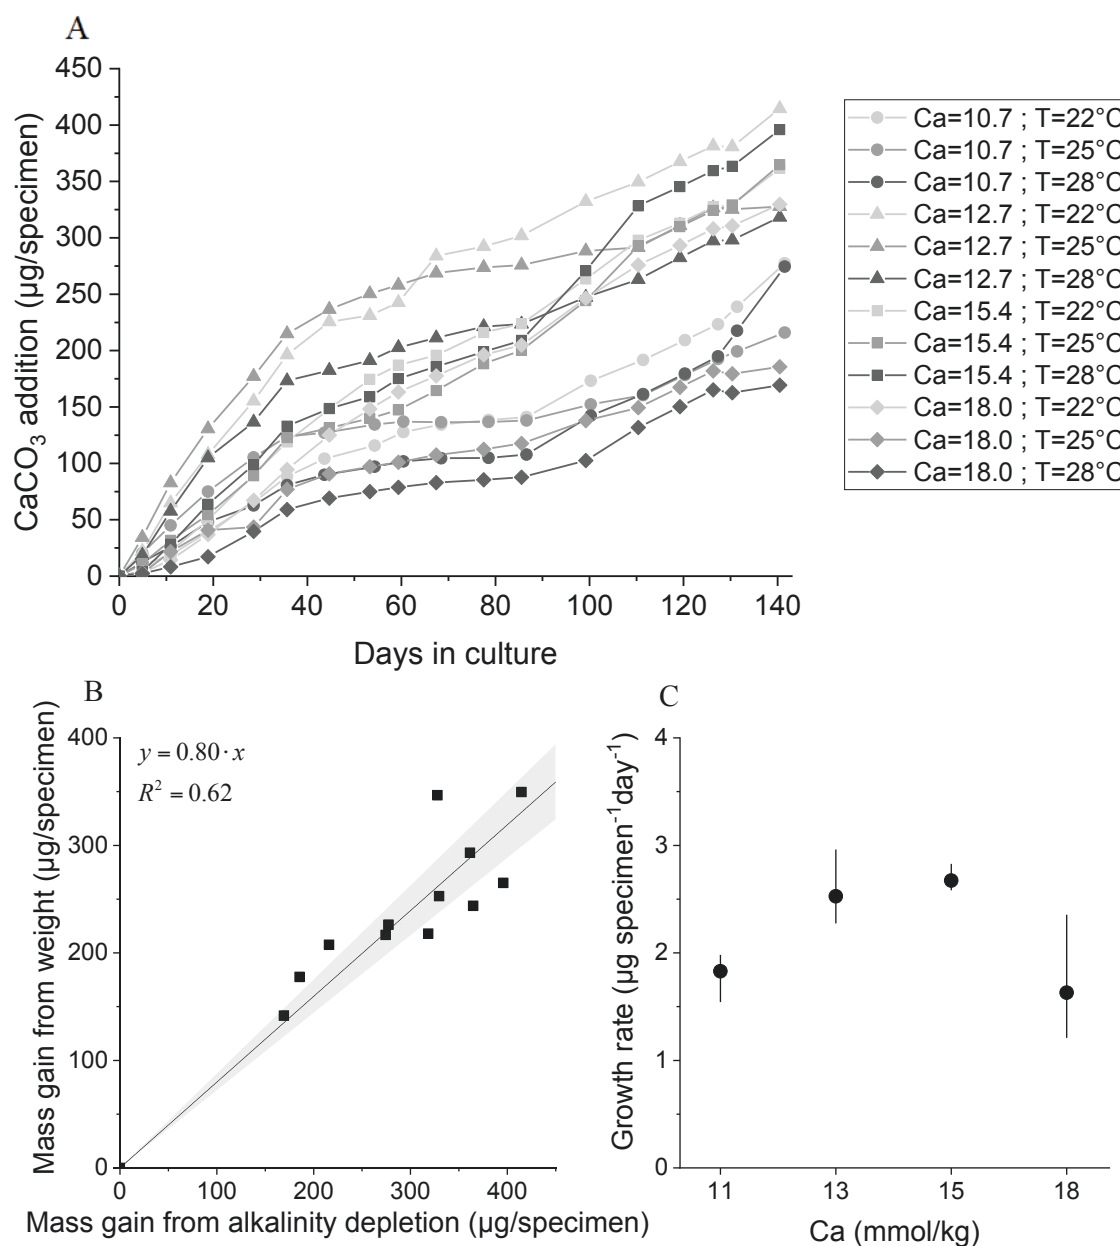 A
450
400
350
300
250
200
150
100
50
0
CaCO₃ addition (µg/specimen)
0 20 40 60 80 100 120 140
Days in culture
Ca=10.7 ; T=22°C
Ca=10.7 ; T=25°C
Ca=10.7 ; T=28°C
Ca=12.7 ; T=22°C
Ca=12.7 ; T=25°C
Ca=12.7 ; T=28°C
Ca=15.4 ; T=22°C
Ca=15.4 ; T=25°C
Ca=15.4 ; T=28°C
Ca=18.0 ; T=22°C
Ca=18.0 ; T=25°C
Ca=18.0 ; T=28°C
B
400
300
200
100
0
Mass gain from weight (µg/specimen)
y = 0.80 · x
R² = 0.62
0 100 200 300 400
Mass gain from alkalinity depletion (µg/specimen)
C
4
3
2
1
0
Growth rate (µg specimen⁻¹day⁻¹)
11 13 15 18
Ca (mmol/kg)